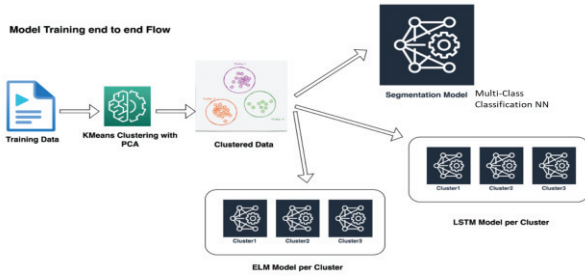 Model Training end to end Flow
Training Data
KMeans Clustering with
PCA
Clustered Data
Segmentation Model
Multi-Class
Classification NN
Cluster1
Cluster2
Cluster3
LSTM Model per Cluster
Cluster1
Cluster2
Cluster3
ELM Model per Cluster